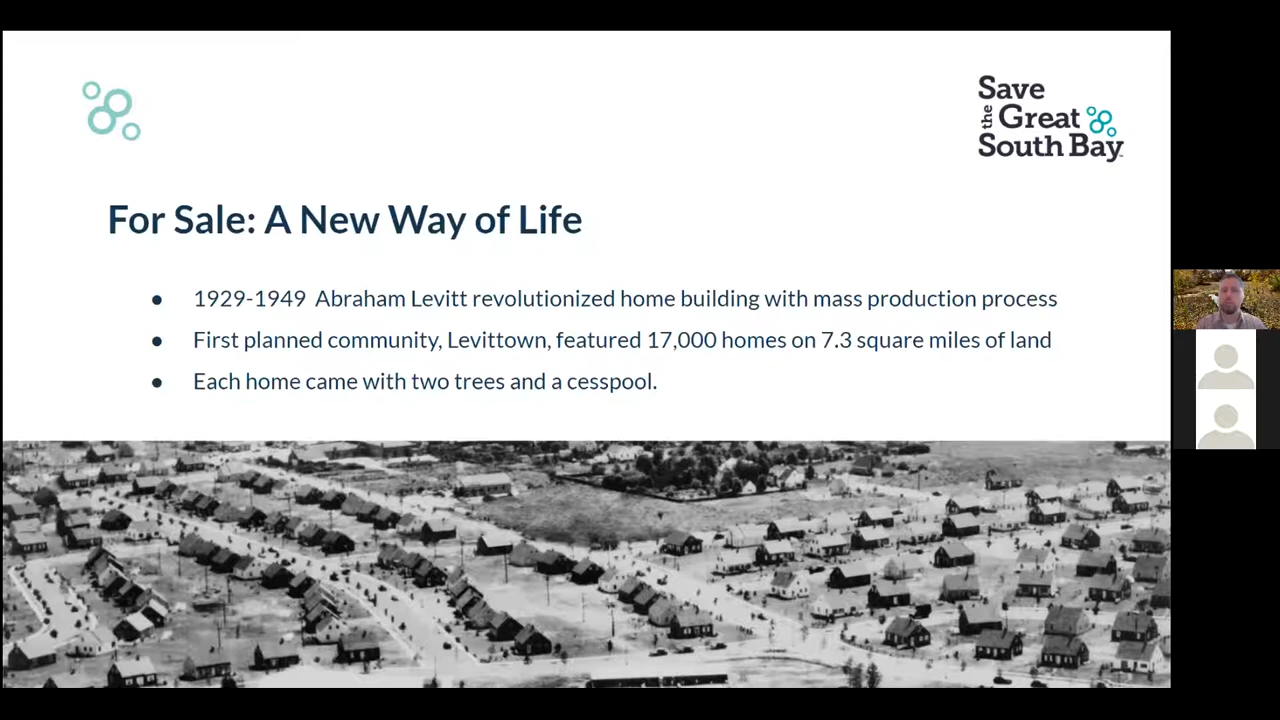 Save
the Great
South Bay
For Sale: A New Way of Life
● 1929-1949 Abraham Levitt revolutionized home building with mass production process
● First planned community, Levittown, featured 17,000 homes on 7.3 square miles of land
● Each home came with two trees and a cesspool.